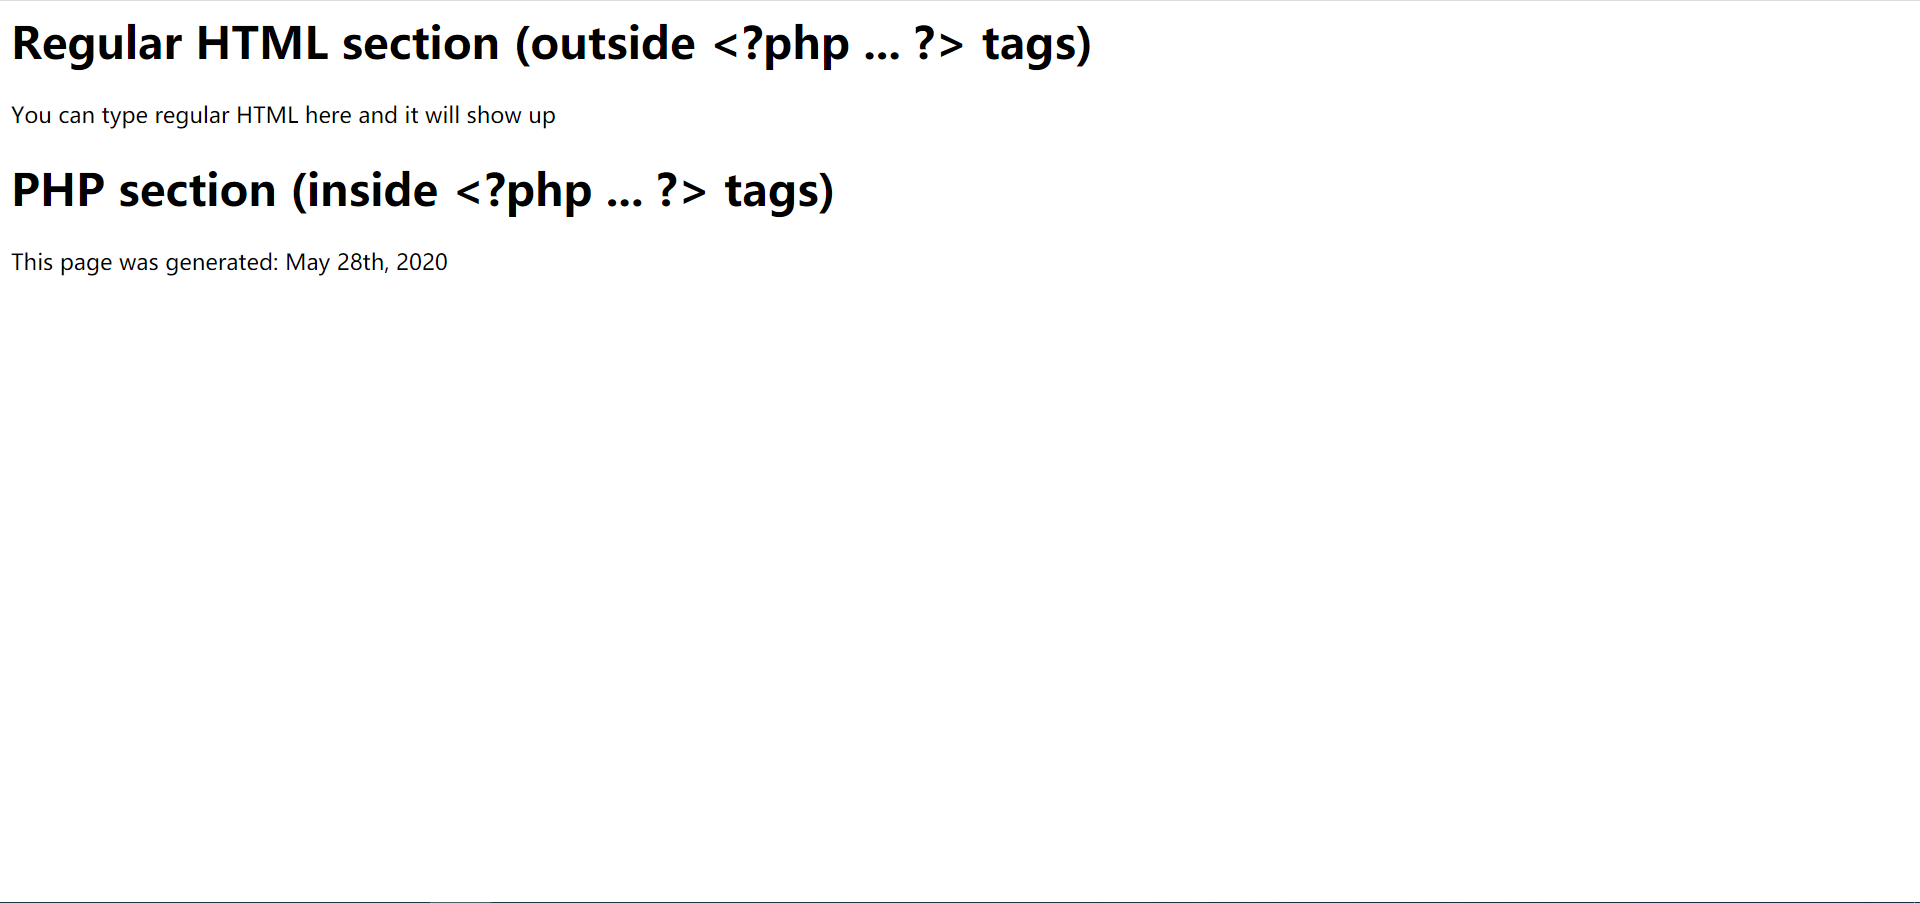 Regular HTML section (outside <?php ... ?> tags)
You can type regular HTML here and it will show up
PHP section (inside <?php ... ?> tags)
This page was generated: May 28th, 2020